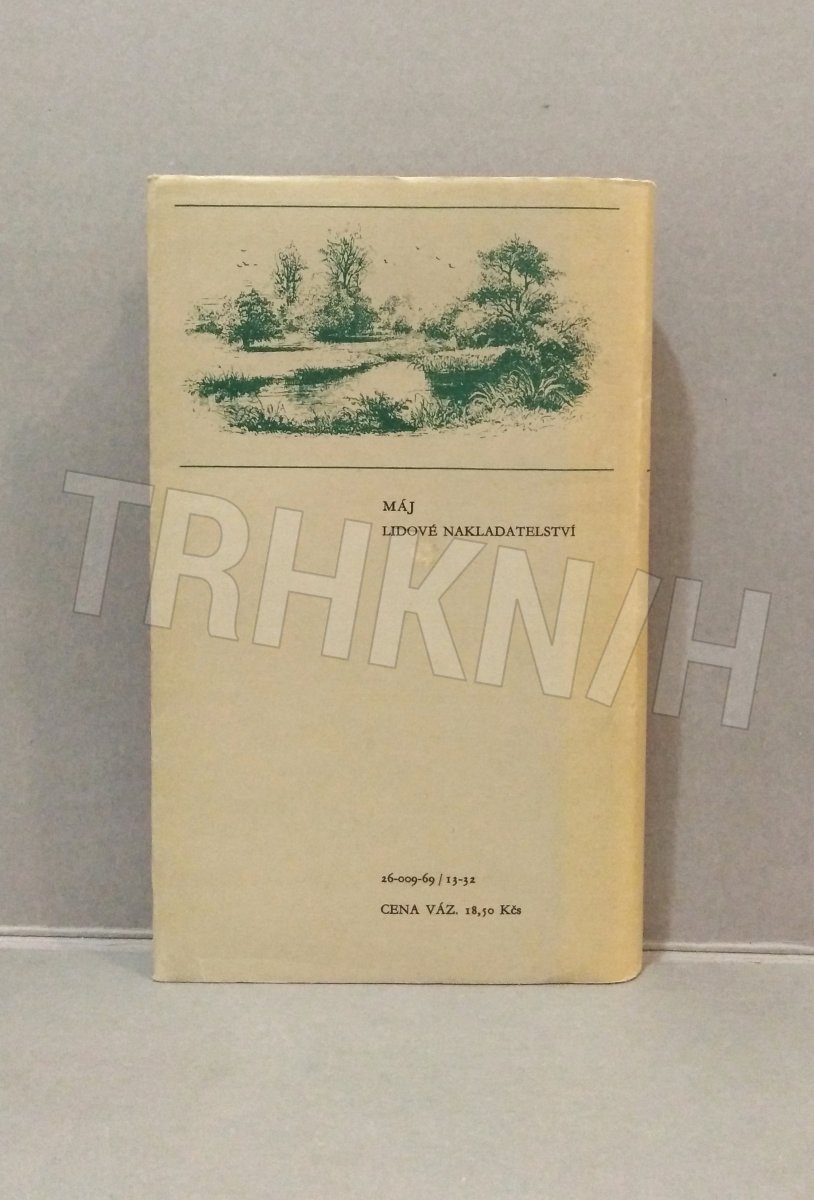 MÁJ
LIDOVÉ NAKLADATELSTVÍ
TRHKNIH
26-009-69 / 13-32
CENA VÁZ. 18,50 Kčs